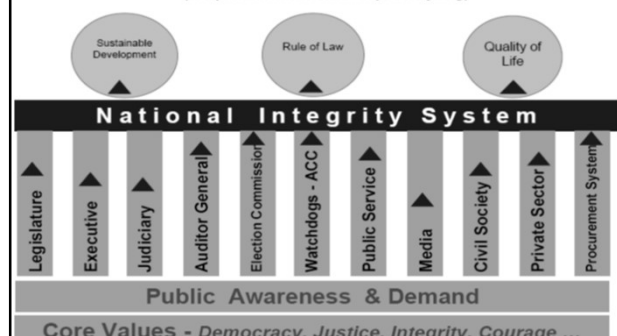 Sustainable
Development
Rule of Law
Quality of
Life
National Integrity System
Legislature
Executive
Judiciary
Auditor General
Election Commission
Watchdogs - ACC
Public Service
Media
Civil Society
Private Sector
Procurement System
Public Awareness & Demand
Core Values - Democracy, Justice, Integrity, Courage ...